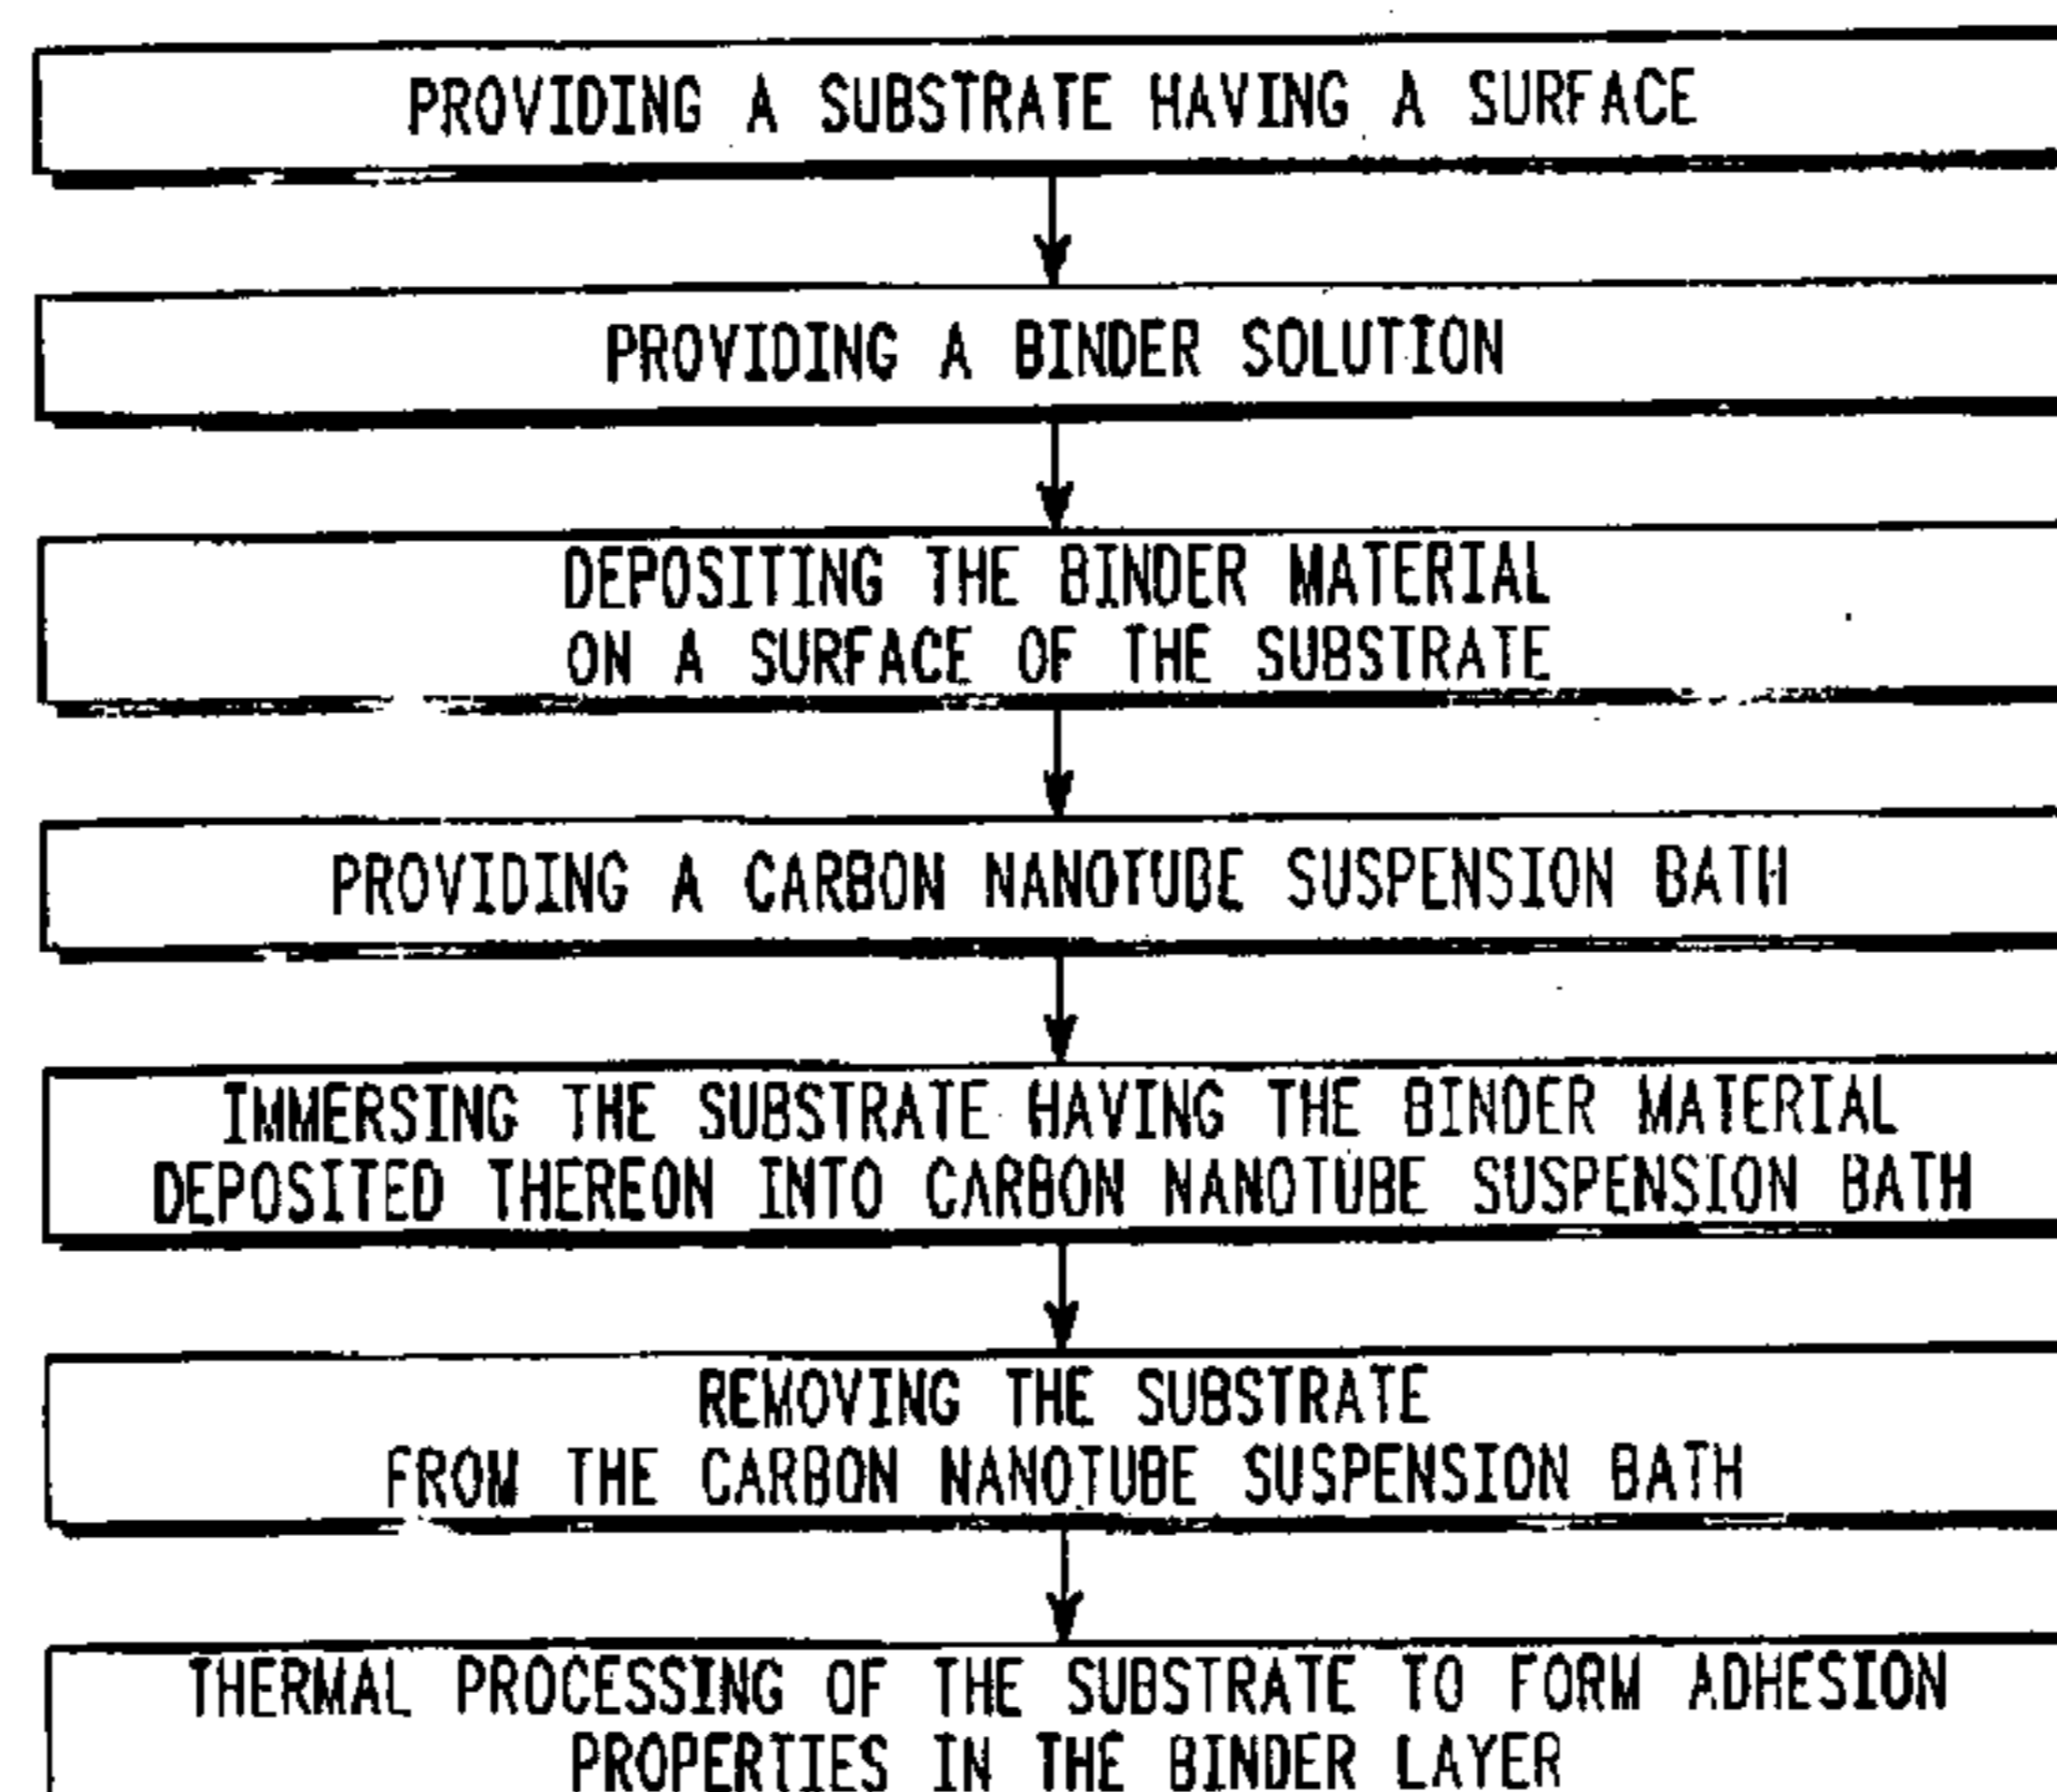 PROVIDING A SUBSTRATE HAVING A SURFACE
PROVIDING A BINDER SOLUTION
DEPOSITING THE BINDER MATERIAL
ON A SURFACE OF THE SUBSTRATE
PROVIDING A CARBON NANOTUBE SUSPENSION BATH
IMMERSING THE SUBSTRATE HAVING THE BINDER MATERIAL
DEPOSITED THEREON INTO CARBON NANOTUBE SUSPENSION BATH
REMOVING THE SUBSTRATE
FROM THE CARBON NANOTUBE SUSPENSION BATH
THERMAL PROCESSING OF THE SUBSTRATE TO FORM ADHESION
PROPERTIES IN THE BINDER LAYER